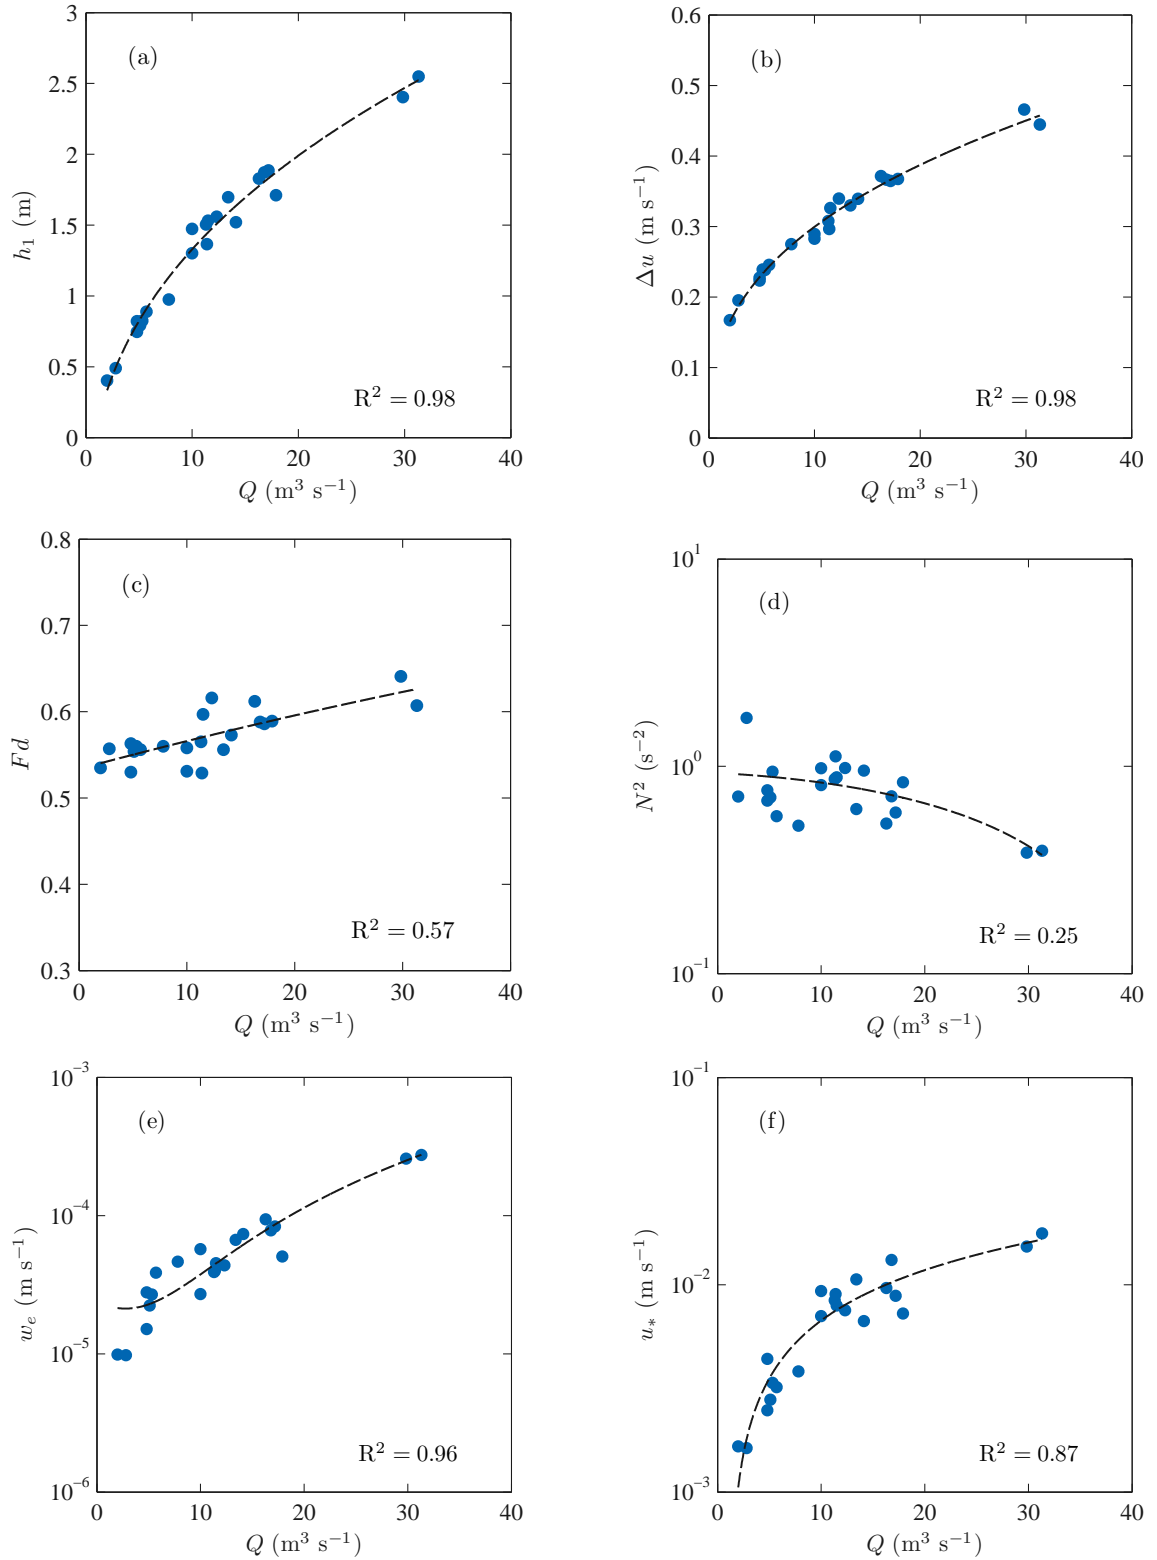 (a)
3
2.5
2
1.5
1
0.5
0
h₁ (m)
R² = 0.98
0 10 20 30 40
Q (m³ s⁻¹)
(b)
0.6
0.5
0.4
0.3
0.2
0.1
0
Δu (m s⁻¹)
R² = 0.98
0 10 20 30 40
Q (m³ s⁻¹)
(c)
0.8
0.7
0.6
0.5
0.4
0.3
Fd
R² = 0.57
0 10 20 30 40
Q (m³ s⁻¹)
(d)
10¹
10⁰
10⁻¹
N² (s⁻²)
R² = 0.25
0 10 20 30 40
Q (m³ s⁻¹)
(e)
10⁻³
10⁻⁴
10⁻⁵
10⁻⁶
wₑ (m s⁻¹)
R² = 0.96
0 10 20 30 40
Q (m³ s⁻¹)
(f)
10⁻¹
10⁻²
10⁻³
u* (m s⁻¹)
R² = 0.87
0 10 20 30 40
Q (m³ s⁻¹)